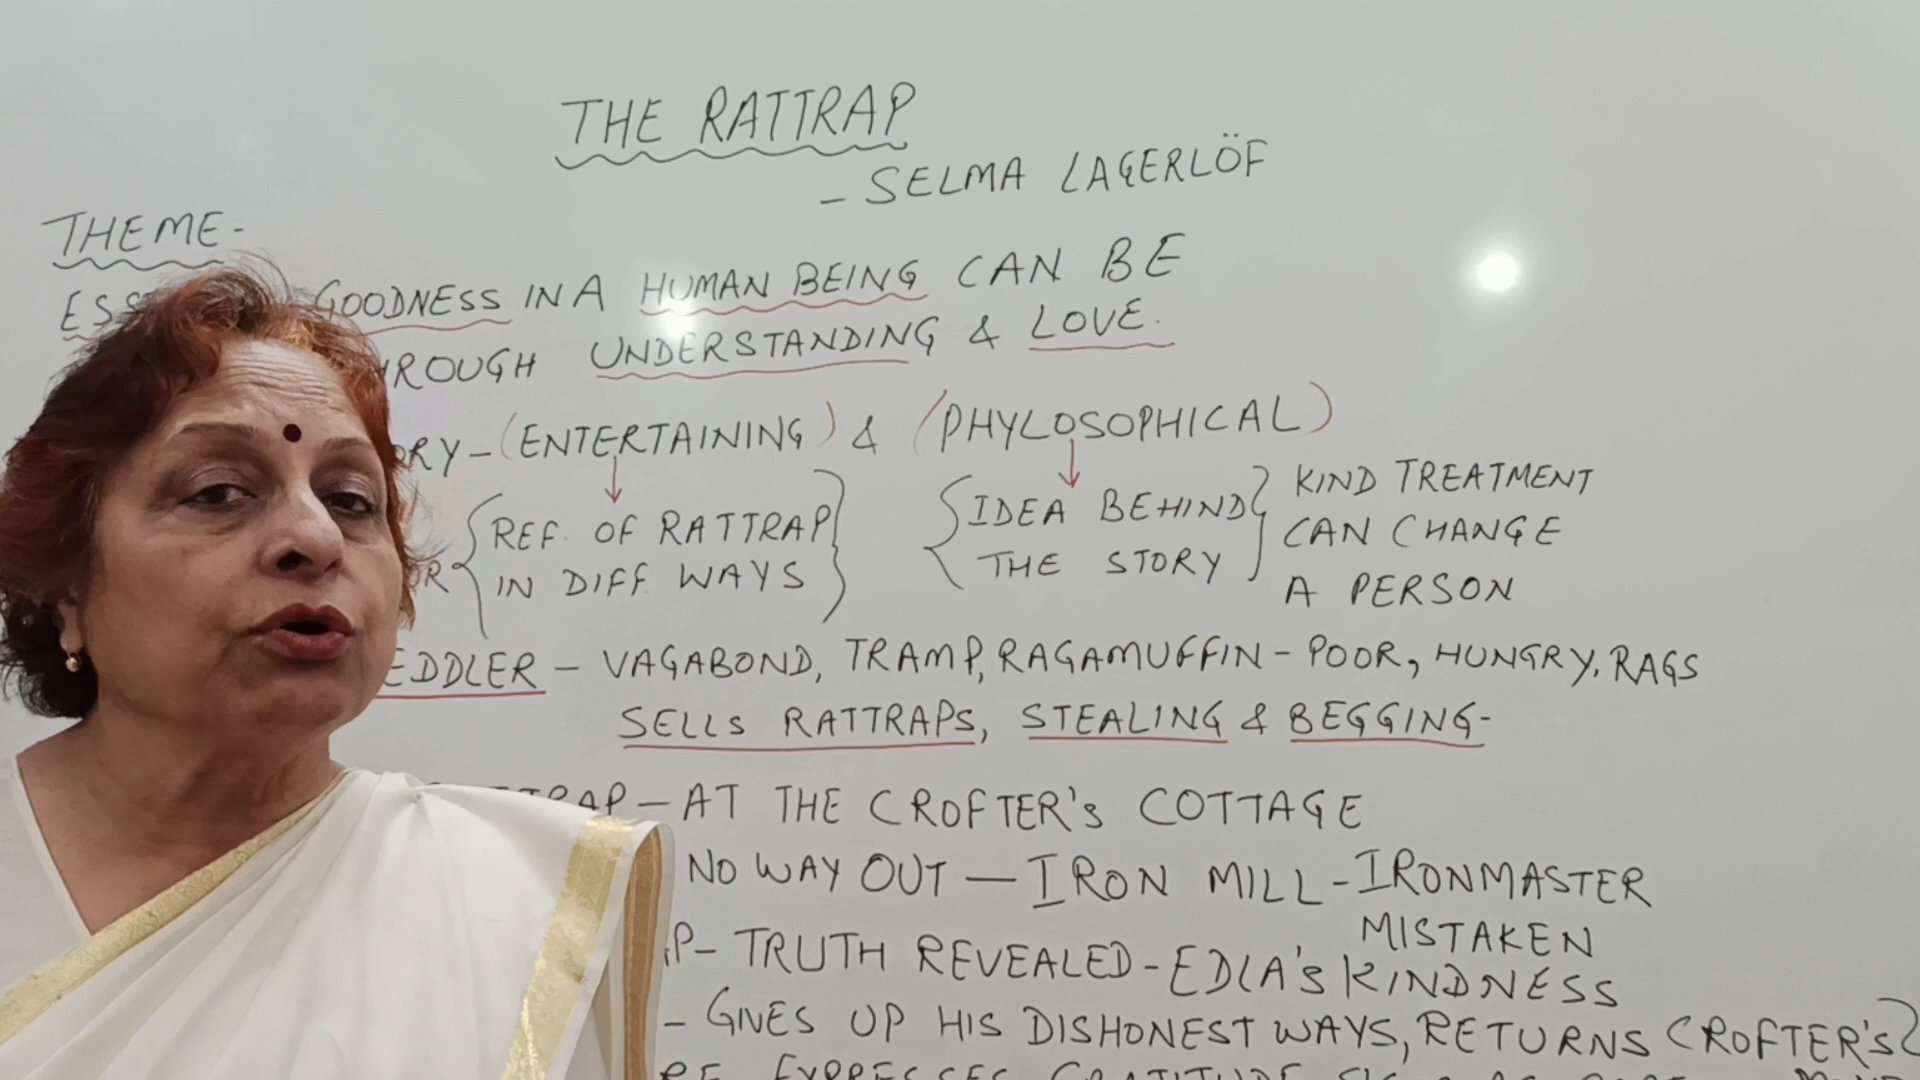 THE RATTRAP
- SELMA LAGERLÖF
THEME-
GOODNESS IN A HUMAN BEING CAN BE
UNDERSTANDING & LOVE.
(ENTERTAINING) & (PHYLOSOPHICAL)
{REF. OF RATTRAP} {IDEA BEHIND} KIND TREATMENT
IN DIFF. WAYS THE STORY CAN CHANGE
A PERSON
- VAGABOND, TRAMP, RAGAMUFFIN - POOR, HUNGRY, RAGS
SELLS RATTRAPS, STEALING & BEGGING-
- AT THE CROFTER'S COTTAGE
NO WAY OUT - IRON MILL - IRONMASTER
MISTAKEN
- TRUTH REVEALED - EDLA'S KINDNESS
- GIVES UP HIS DISHONEST WAYS, RETURNS CROFTER'S